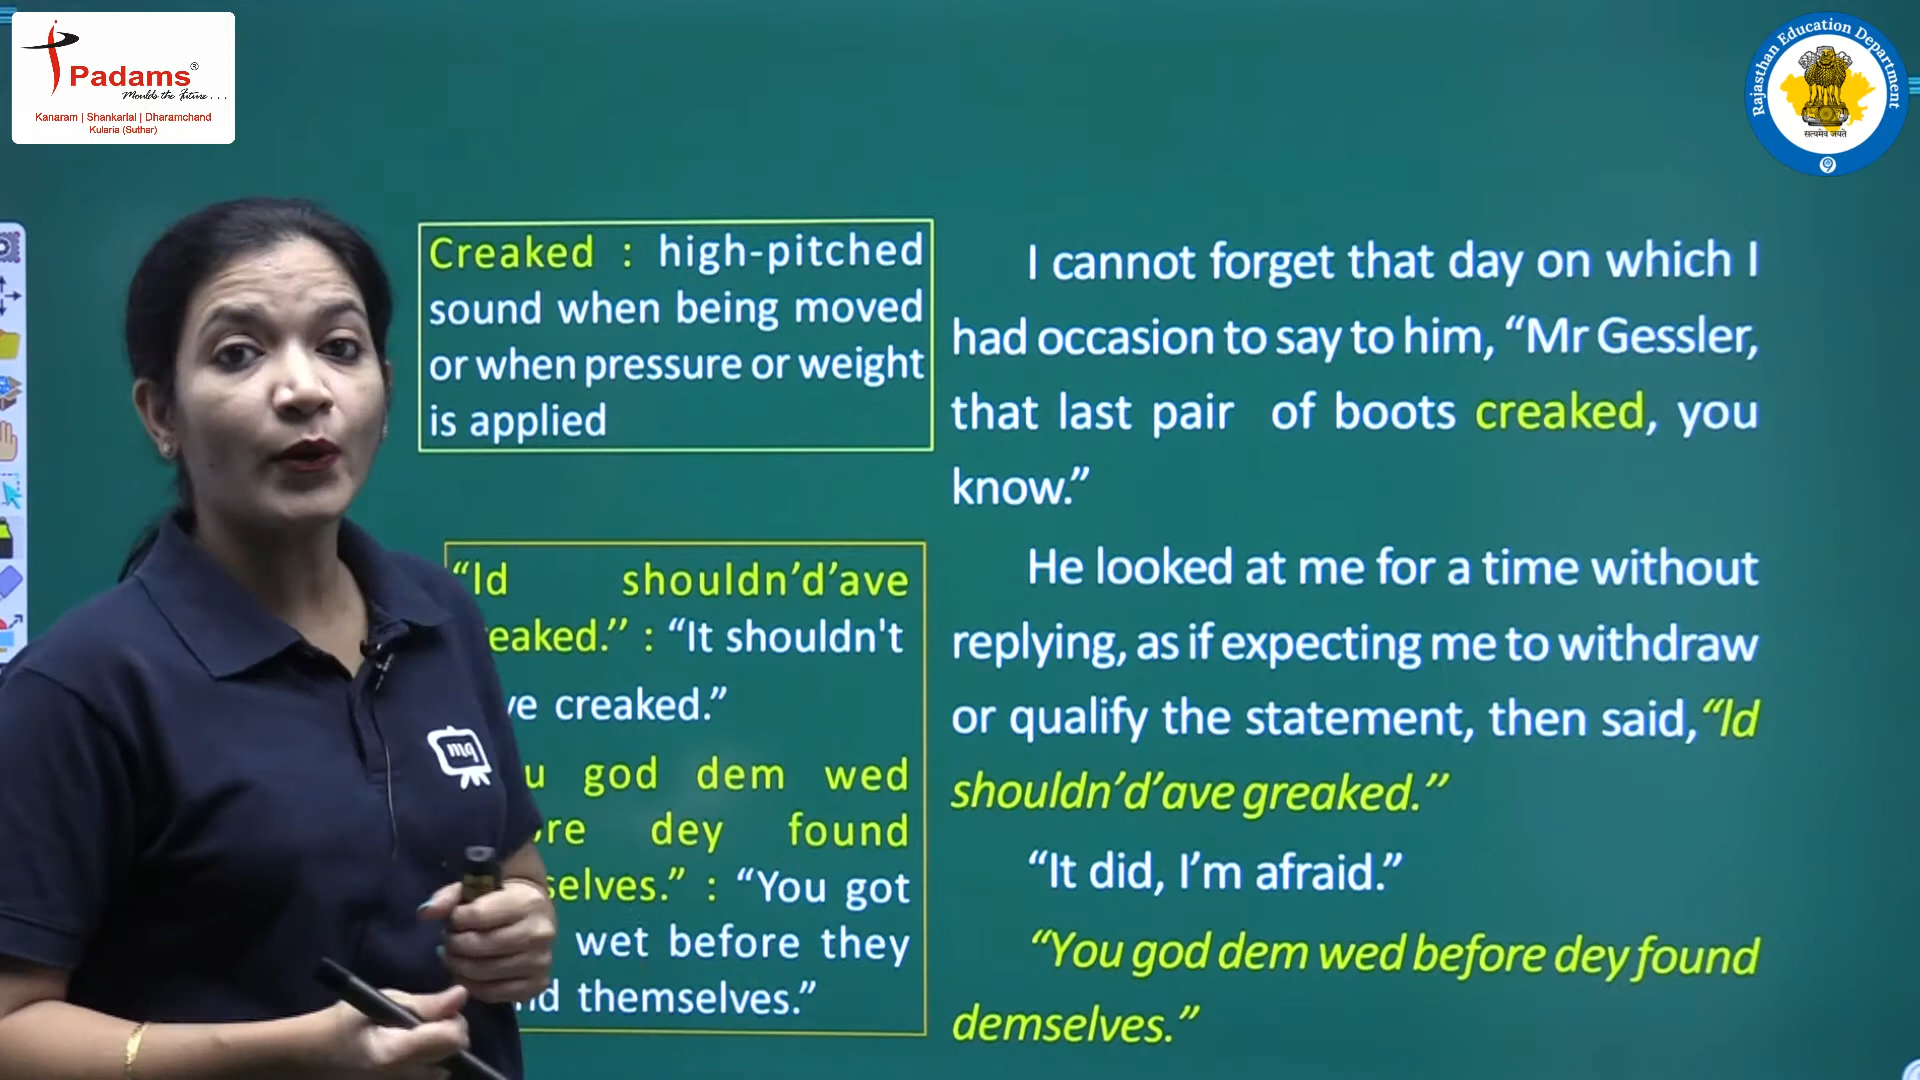 Padams®
Moulds the Future...
Kanaram | Shankarlal | Dharamchand
Kularia (Suthar)
Rajasthan Education Department
सत्यमेव जयते
Creaked : high-pitched
sound when being moved
or when pressure or weight
is applied
“Id shouldn’d’ave
eaked.’’ : “It shouldn't
ve creaked.”
u god dem wed
re dey found
selves.” : “You got
wet before they
nd themselves.”
mq
I cannot forget that day on which I
had occasion to say to him, “Mr Gessler,
that last pair of boots creaked, you
know.”
He looked at me for a time without
replying, as if expecting me to withdraw
or qualify the statement, then said,“Id
shouldn’d’ave greaked.’’
“It did, I’m afraid.”
“You god dem wed before dey found
demselves.”